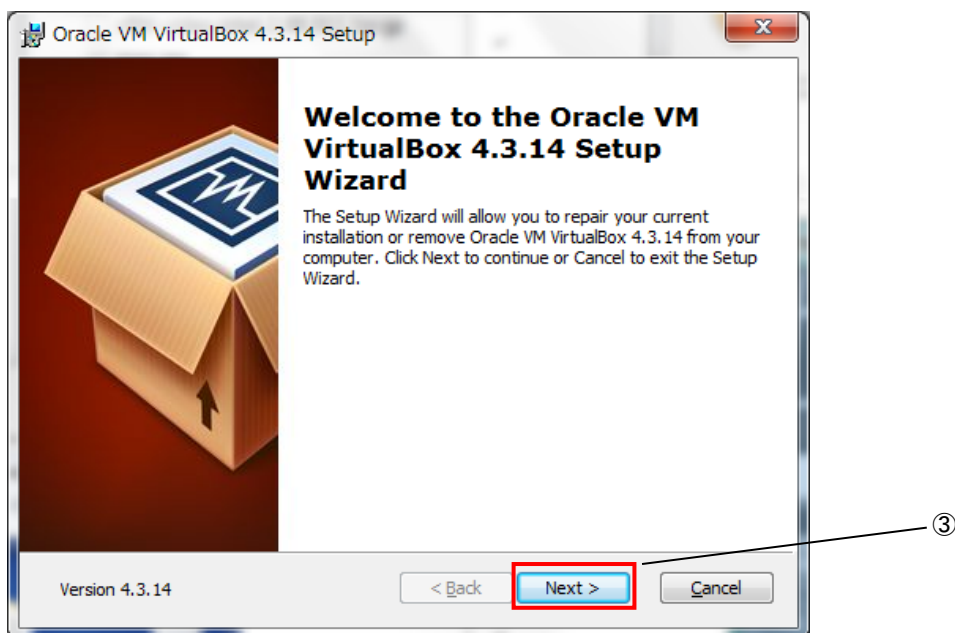 Oracle VM VirtualBox 4.3.14 Setup
Welcome to the Oracle VM
VirtualBox 4.3.14 Setup
Wizard
The Setup Wizard will allow you to repair your current
installation or remove Oracle VM VirtualBox 4.3.14 from your
computer. Click Next to continue or Cancel to exit the Setup
Wizard.
③
Version 4.3.14
< Back
Next >
Cancel